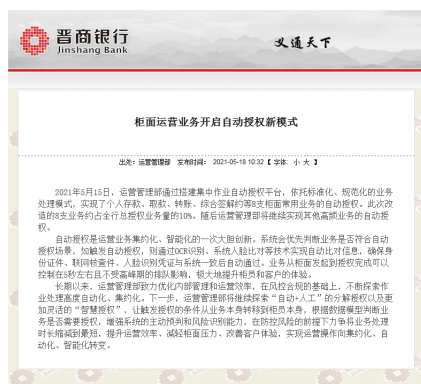 晋商银行
Jinshang Bank
义通天下
柜面运营业务开启自动授权新模式
出处：运营管理部 发布时间： 2021-05-18 10:32【 字体： 小 大 】
2021年5月15日，运营管理部通过搭建集中作业自动授权平台，依托标准化、规范化的业务
处理模式，实现了个人存款、取款、转账、综合签解约等8支柜面常用业务的自动授权。此次改
造的8支业务约占全行总授权业务量的10%。随后运营管理部将继续实现其他高频业务的自动授
权。
自动授权是运营业务集约化、智能化的一次大胆创新。系统会优先判断业务是否符合自动
授权场景，如触发自动授权，则通过OCR识别、系统人脸比对等技术实现自动比对信息，确保身
份证件、联网核查件、人脸识别凭证与系统一致后自动通过。业务从柜面发起到授权完成可以
控制在5秒左右且不受高峰期的排队影响，极大地提升柜员和客户的体验。
长期以来，运营管理部致力优化内部管理和运营效率，在风控合规的基础上，不断探索作
业处理高度自动化、集约化。下一步，运营管理部将继续探索“自动+人工”的分解授权以及更
加灵活的“智慧授权”，让触发授权的条件从业务本身转移到柜员本身，根据数据模型判断业
务是否需要授权，增强系统的主动预判和风险识别能力，在防控风险的前提下力争将业务处理
时长缩减到最短，提升运营效率、减轻柜面压力、改善客户体验，实现运营操作向集约化、自
动化、智能化转变。